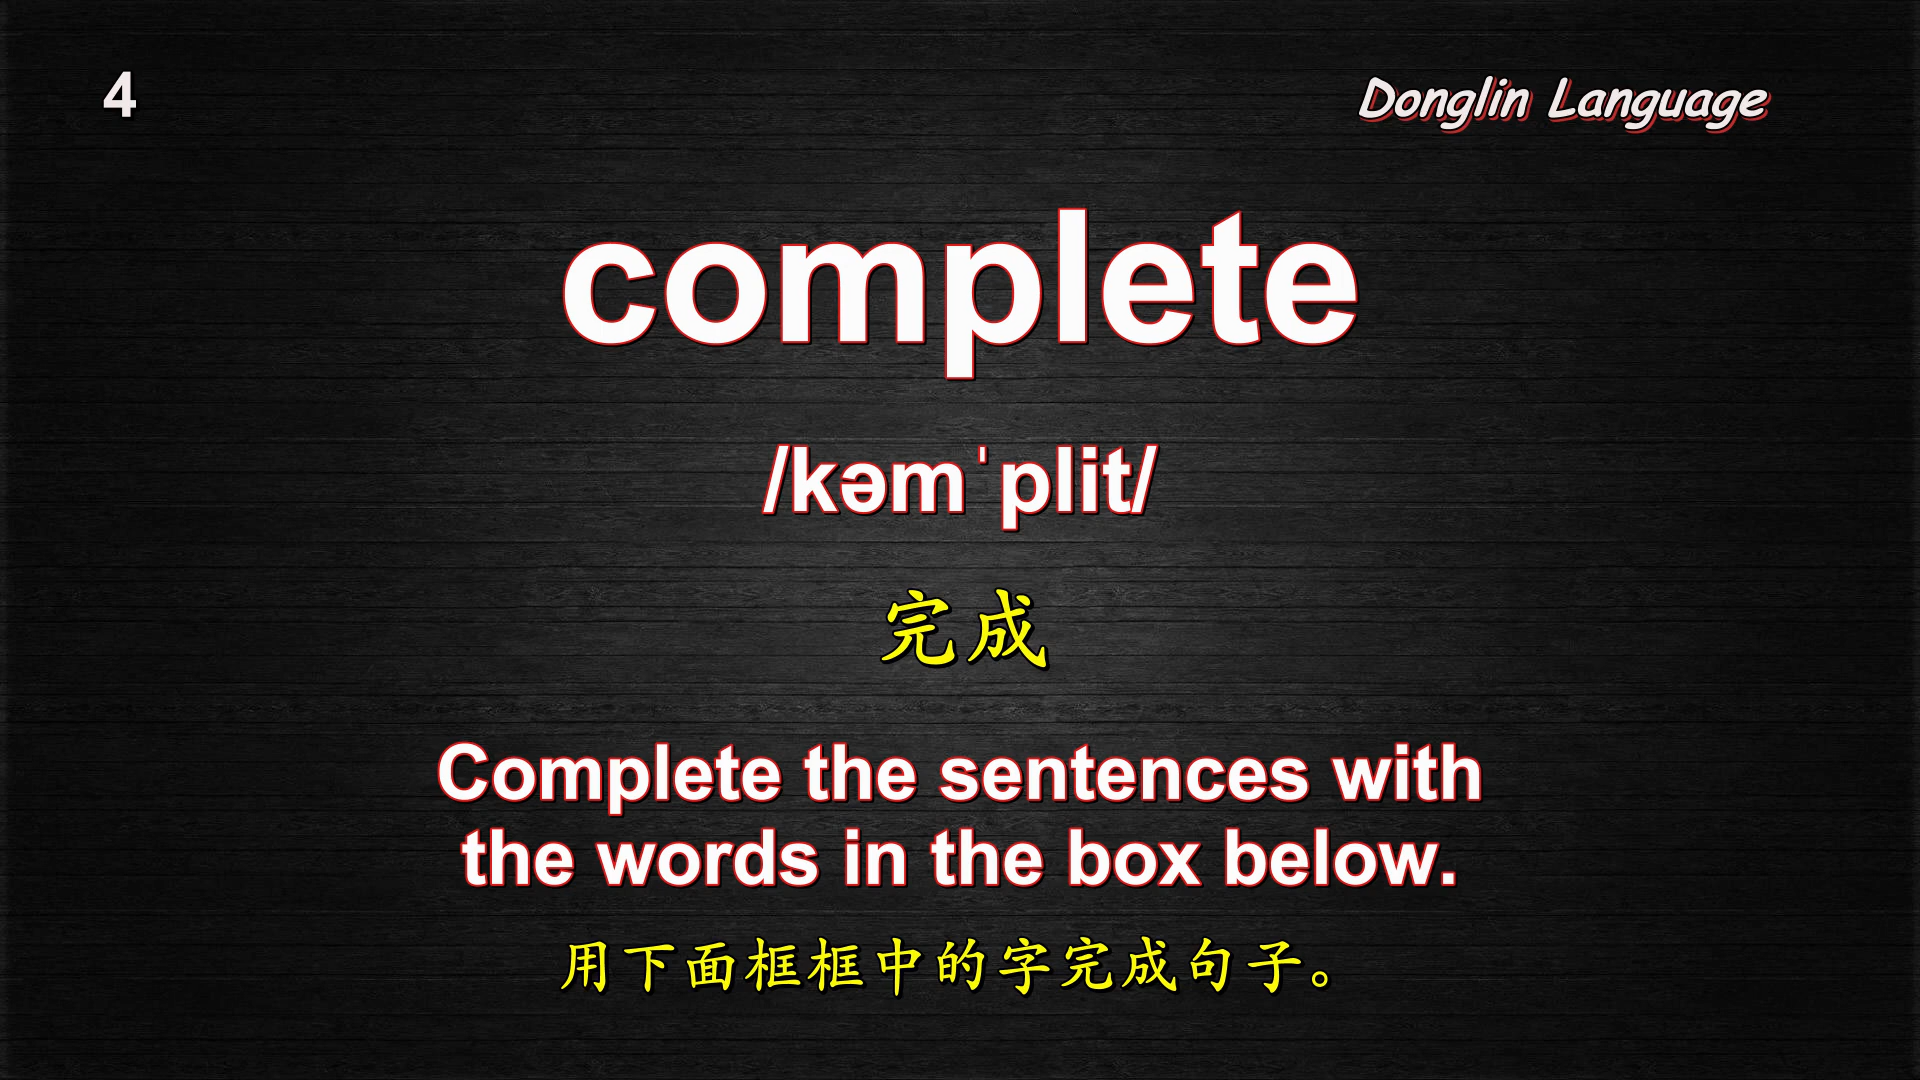 4
Donglin Language
complete
/kəmˈplit/
完成
Complete the sentences with
the words in the box below.
用下面框框中的字完成句子。